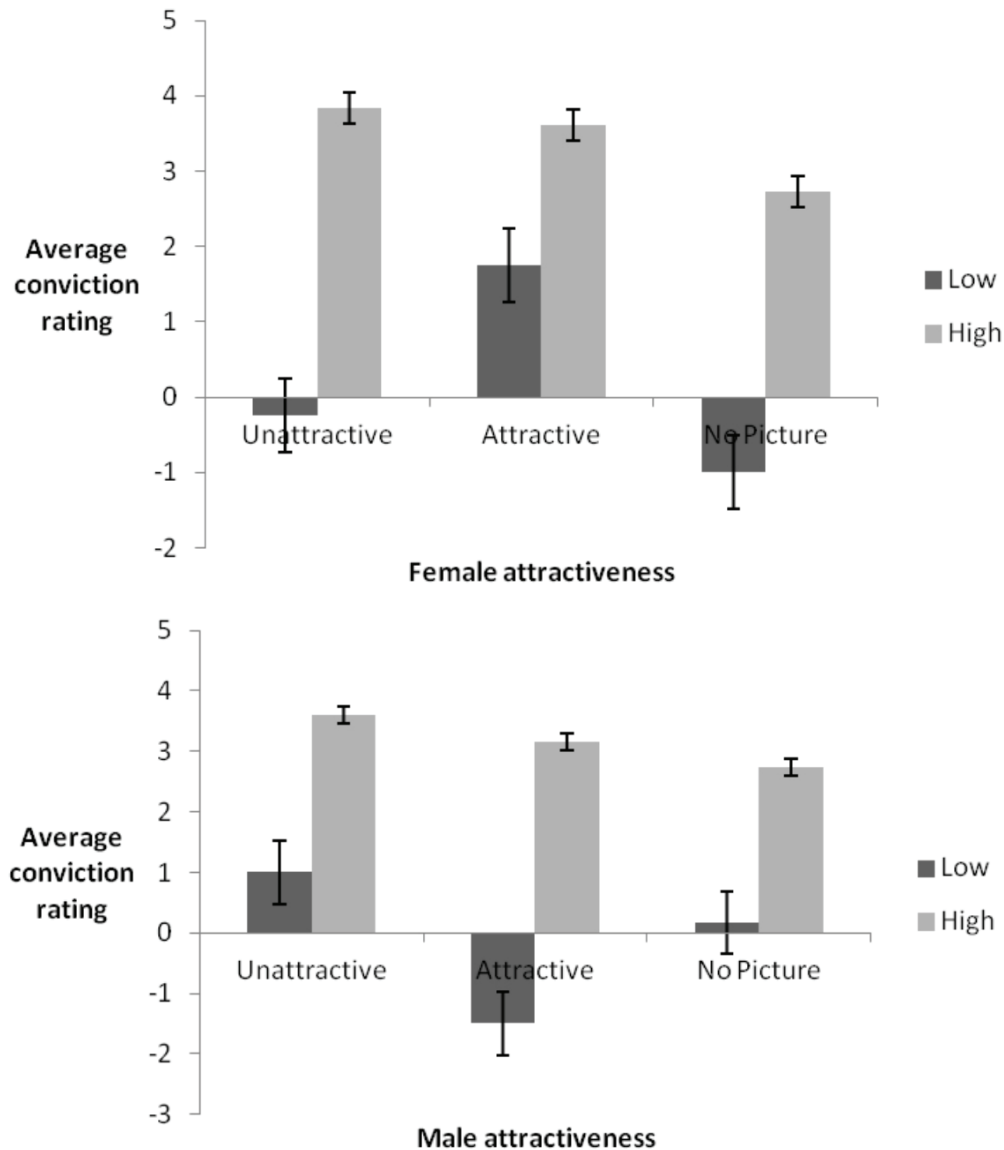 5
4
3
2
1
0
-1
-2
Average
conviction
rating
Unattractive
Attractive
No Picture
Female attractiveness
Low
High
5
4
3
2
1
0
-1
-2
-3
Average
conviction
rating
Unattractive
Attractive
No Picture
Male attractiveness
Low
High